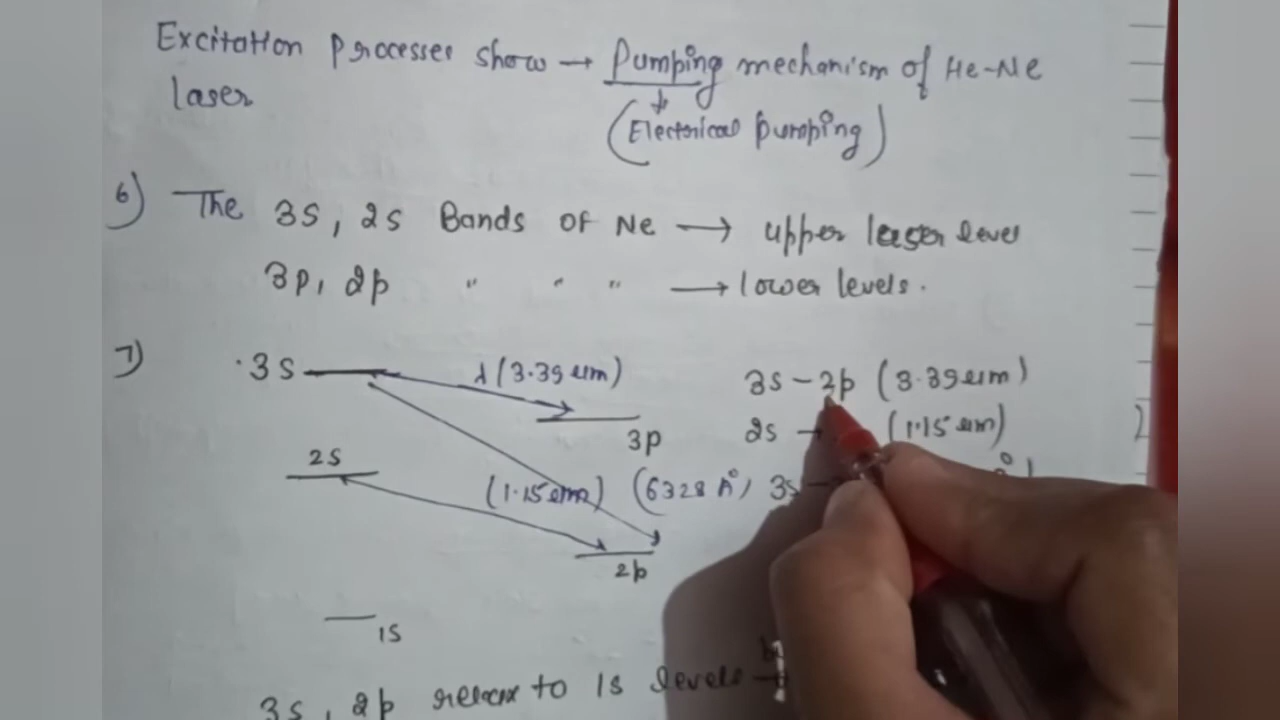 Excitation processes show → Pumping mechanism of He-Ne
laser
(Electrical pumping)
6) The 3s, 2s Bands of Ne → upper laser level
3p, 2p " " " → lower levels.
7) 3s λ(3.39 um) 3s - 3p (3.39 um)
3p 2s → (1.15 um)
2s (1.15 um) (6328 A°) 3s
2p
1s
3s, 2p relax to 1s levels